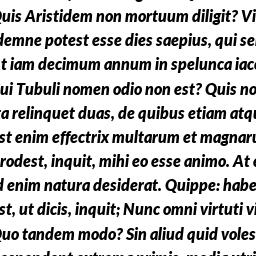 uis Aristidem non mortuum diligit? Vi
demne potest esse dies saepius, qui se
t iam decimum annum in spelunca iac
ui Tubuli nomen odio non est? Quis no
a relinquet duas, de quibus etiam atqu
st enim effectrix multarum et magnaru
rodest, inquit, mihi eo esse animo. At e
d enim natura desiderat. Quippe: habe
st, ut dicis, inquit; Nunc omni virtuti vi
Quo tandem modo? Sin aliud quid voles